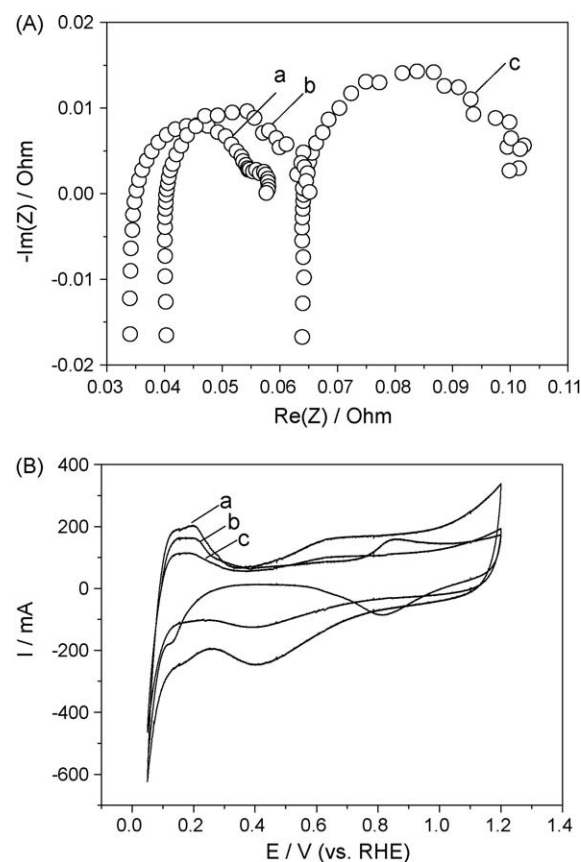 (A)
0.02
0.01
0.00
-0.01
-0.02
-Im(Z) / Ohm
a
b
c
0.03 0.04 0.05 0.06 0.07 0.08 0.09 0.10 0.11
Re(Z) / Ohm
(B)
400
200
0
-200
-400
-600
I / mA
a
b
c
0.0 0.2 0.4 0.6 0.8 1.0 1.2
E / V (vs. RHE)